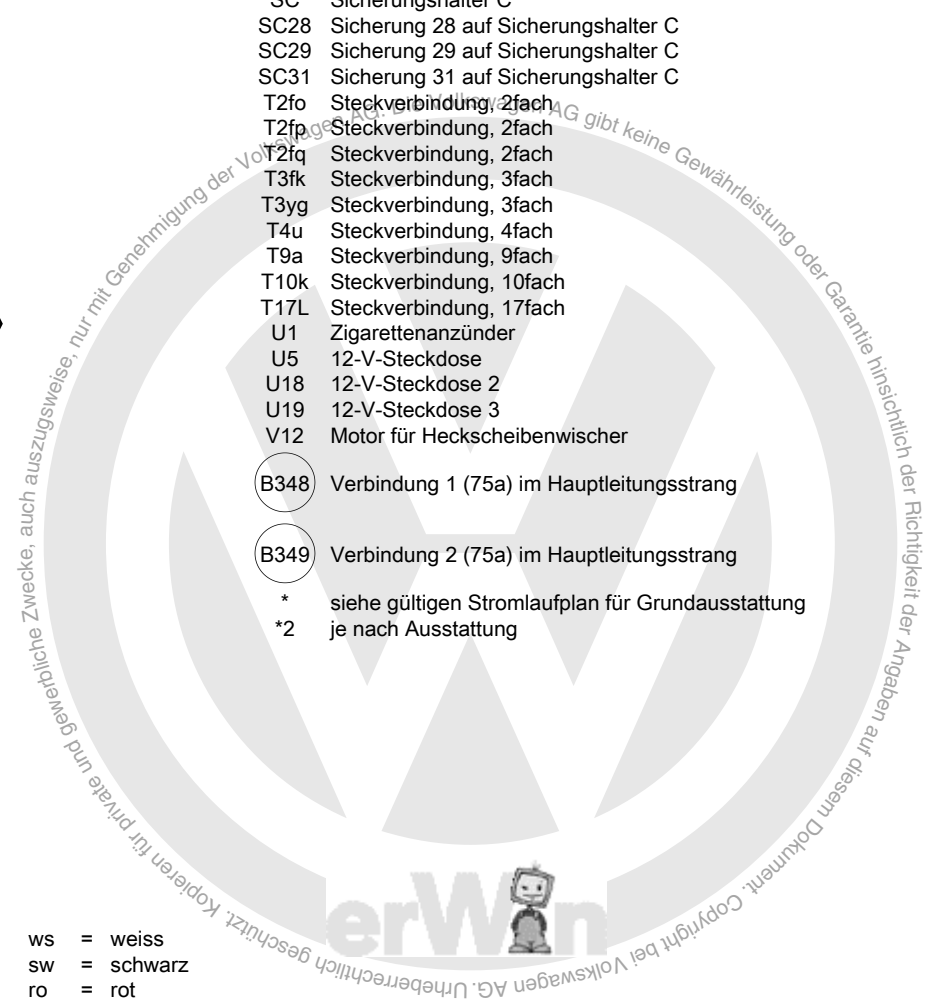 SC Sicherungshalter C
SC28 Sicherung 28 auf Sicherungshalter C
SC29 Sicherung 29 auf Sicherungshalter C
SC31 Sicherung 31 auf Sicherungshalter C
T2fo Steckverbindung, 2fach
T2fp Steckverbindung, 2fach
T2fq Steckverbindung, 2fach
T3fk Steckverbindung, 3fach
T3yg Steckverbindung, 3fach
T4u Steckverbindung, 4fach
T9a Steckverbindung, 9fach
T10k Steckverbindung, 10fach
T17L Steckverbindung, 17fach
U1 Zigarettenanzünder
U5 12-V-Steckdose
U18 12-V-Steckdose 2
U19 12-V-Steckdose 3
V12 Motor für Heckscheibenwischer
B348 Verbindung 1 (75a) im Hauptleitungsstrang
B349 Verbindung 2 (75a) im Hauptleitungsstrang
* siehe gültigen Stromlaufplan für Grundausstattung
*2 je nach Ausstattung
ws = weiss
sw = schwarz
ro = rot
erWin
Urheberrechtlich geschützt. Kopieren für private und gewerbliche Zwecke, auch auszugsweise, nur mit Genehmigung der Volkswagen AG. Die Volkswagen AG gibt keine Gewährleistung oder Garantie hinsichtlich der Richtigkeit der Angaben auf diesem Dokument. Copyright bei Volkswagen AG.